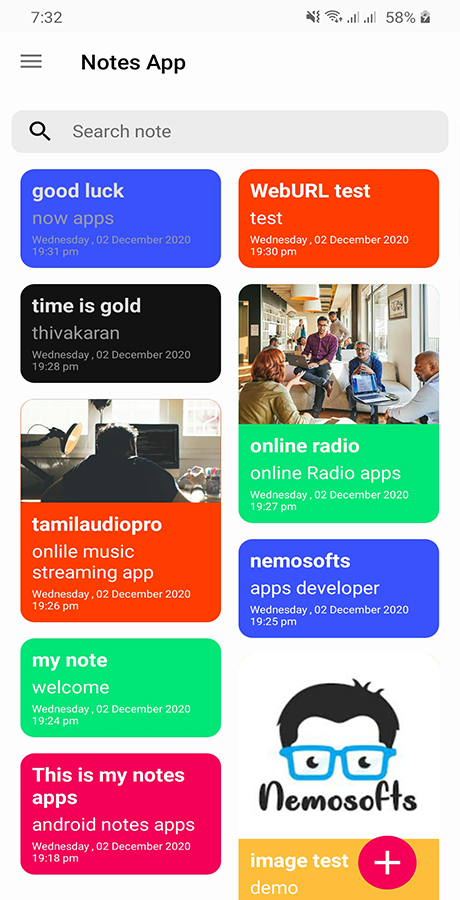 7:32
58%
Notes App
Search note
good luck
now apps
Wednesday , 02 December 2020
19:31 pm
WebURL test
test
Wednesday , 02 December 2020
19:30 pm
time is gold
thivakaran
Wednesday , 02 December 2020
19:28 pm
online radio
online Radio apps
Wednesday , 02 December 2020
19:27 pm
tamilaudiopro
onlile music
streaming app
Wednesday , 02 December 2020
19:26 pm
nemosofts
apps developer
Wednesday , 02 December 2020
19:25 pm
my note
welcome
Wednesday , 02 December 2020
19:24 pm
Nemosofts
This is my notes
apps
android notes apps
Wednesday , 02 December 2020
19:18 pm
image test
demo